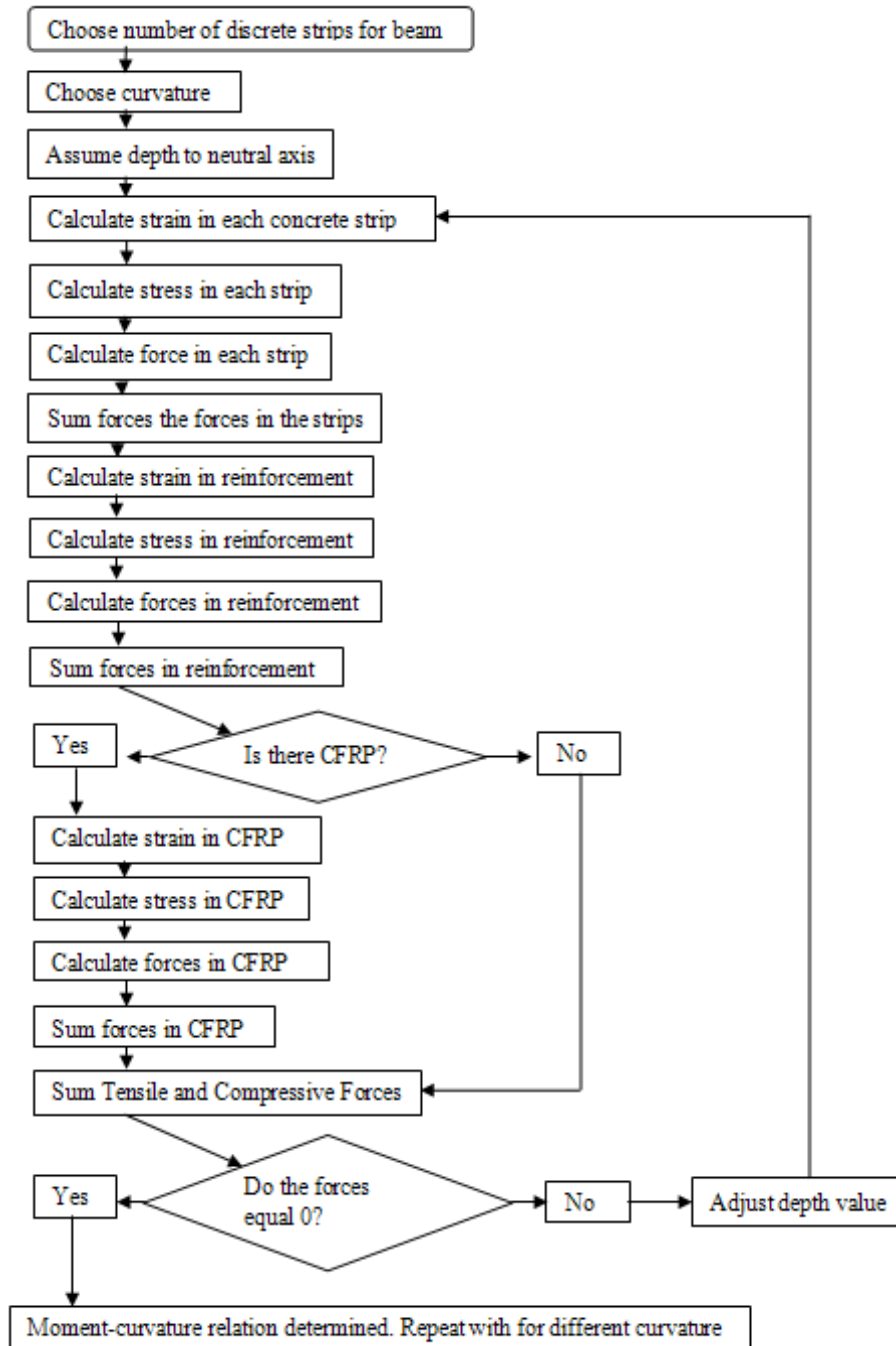 Choose number of discrete strips for beam
Choose curvature
Assume depth to neutral axis
Calculate strain in each concrete strip
Calculate stress in each strip
Calculate force in each strip
Sum forces the forces in the strips
Calculate strain in reinforcement
Calculate stress in reinforcement
Calculate forces in reinforcement
Sum forces in reinforcement
Yes
Is there CFRP?
No
Calculate strain in CFRP
Calculate stress in CFRP
Calculate forces in CFRP
Sum forces in CFRP
Sum Tensile and Compressive Forces
Yes
Do the forces
equal 0?
No
Adjust depth value
Moment-curvature relation determined. Repeat with for different curvature